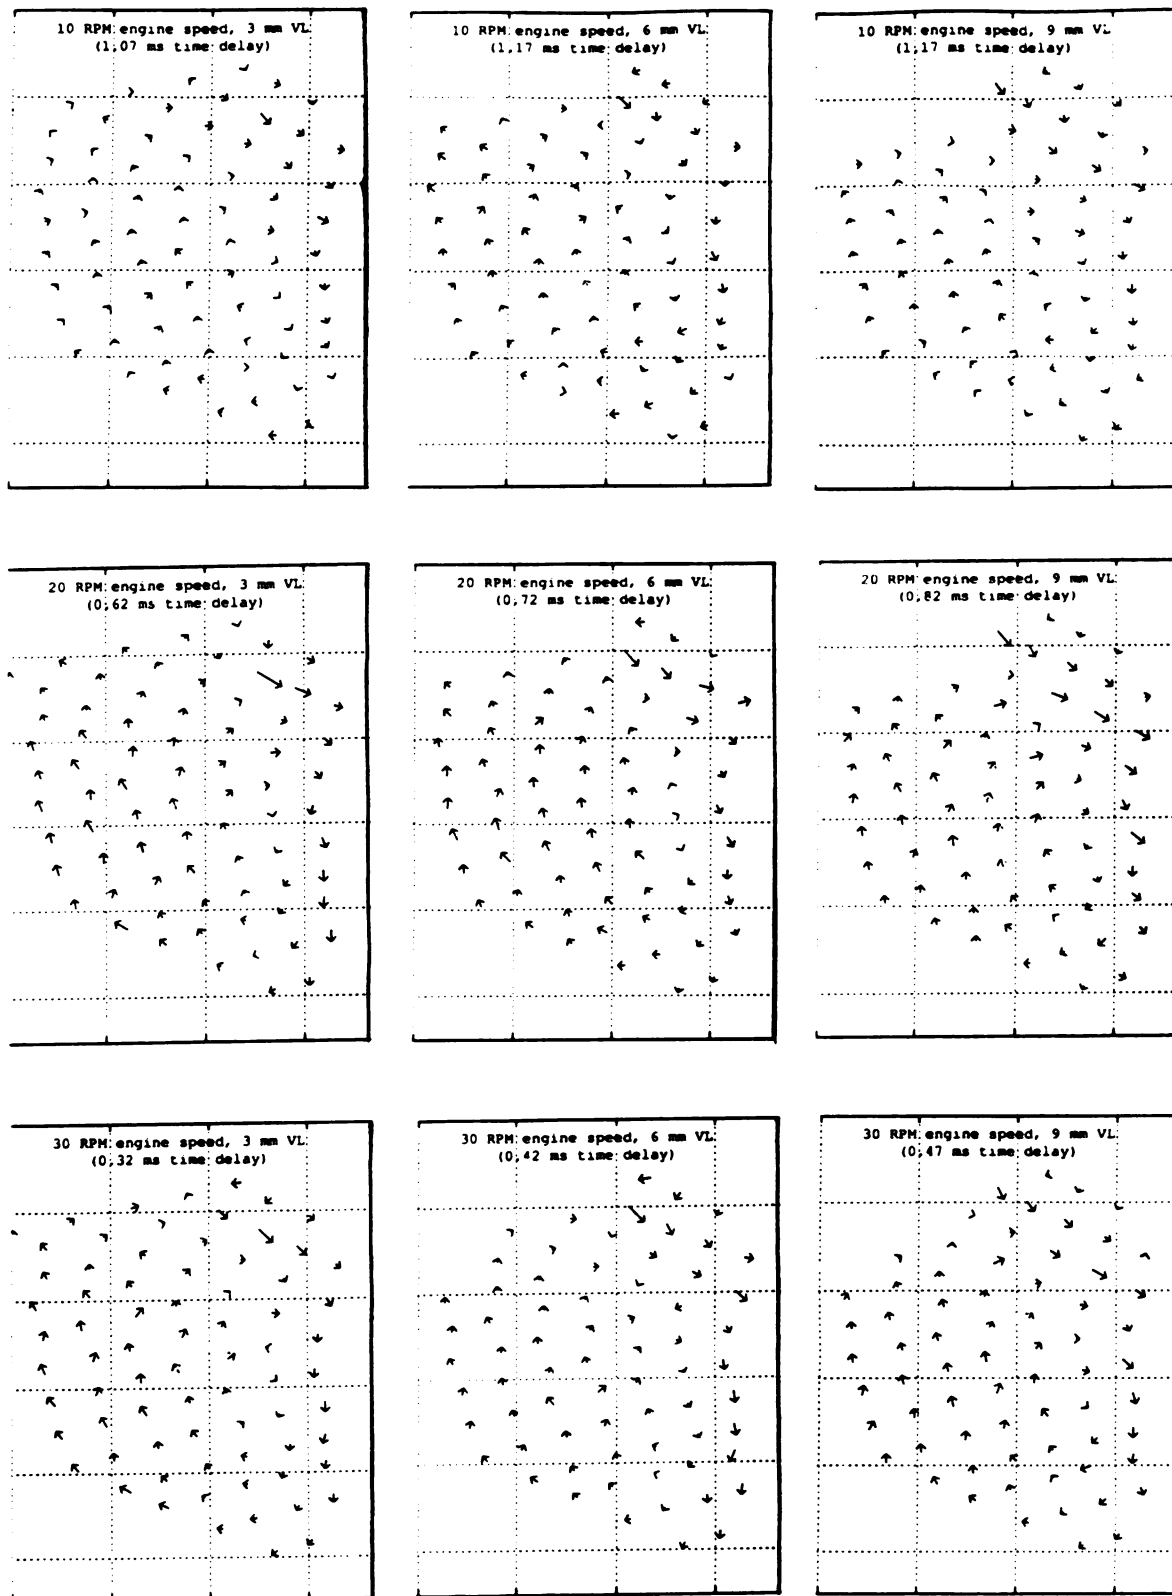 10 RPM engine speed, 3 mm VL
(1.07 ms time delay)
10 RPM engine speed, 6 mm VL
(1.17 ms time delay)
10 RPM engine speed, 9 mm VL
(1.17 ms time delay)
20 RPM engine speed, 3 mm VL
(0.62 ms time delay)
20 RPM engine speed, 6 mm VL
(0.72 ms time delay)
20 RPM engine speed, 9 mm VL
(0.82 ms time delay)
30 RPM engine speed, 3 mm VL
(0.32 ms time delay)
30 RPM engine speed, 6 mm VL
(0.42 ms time delay)
30 RPM engine speed, 9 mm VL
(0.47 ms time delay)